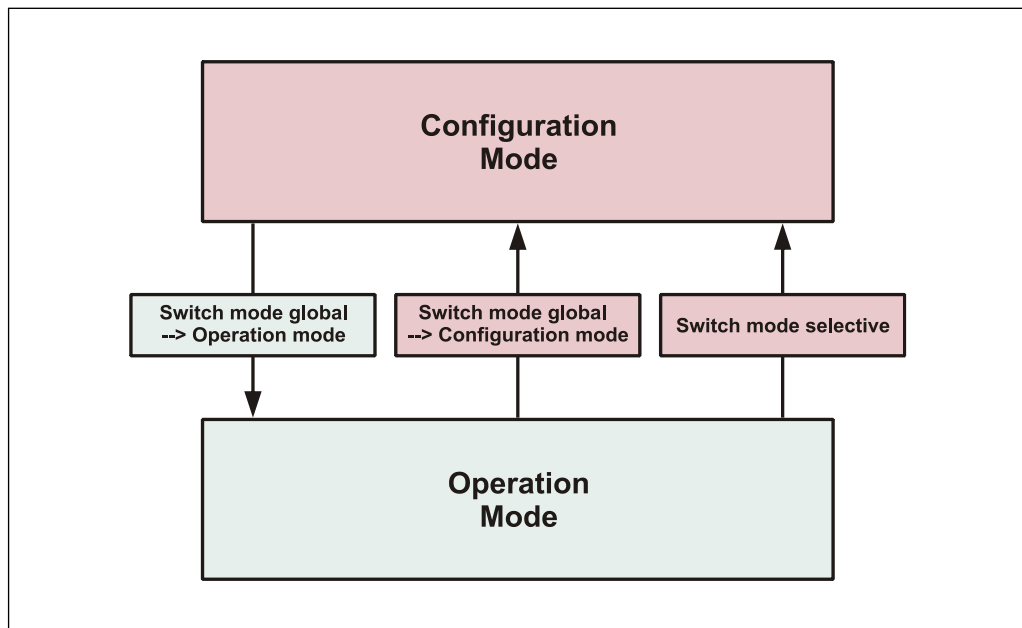 Configuration
Mode
Switch mode global
--> Operation mode
Switch mode global
--> Configuration mode
Switch mode selective
Operation
Mode